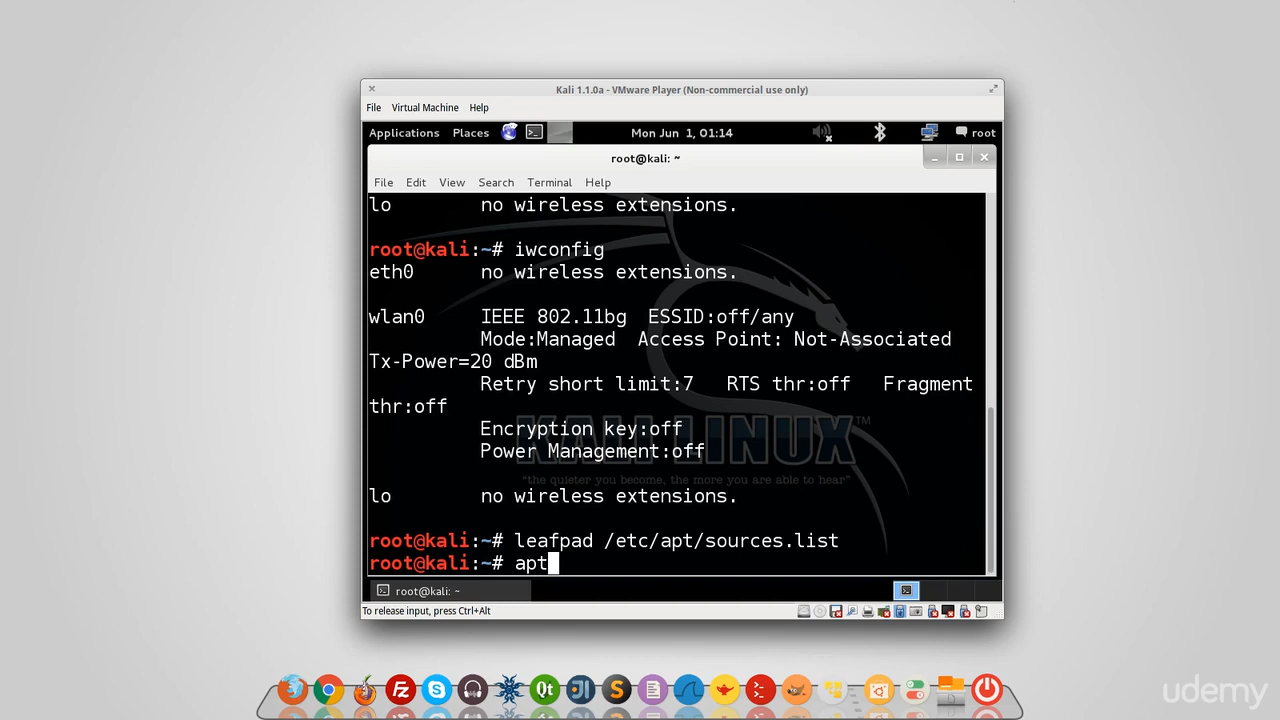 Kali 1.1.0a - VMware Player (Non-commercial use only)
File Virtual Machine Help
Applications Places Mon Jun 1, 01:14 root
root@kali: ~
File Edit View Search Terminal Help
lo no wireless extensions.
root@kali:~# iwconfig
eth0 no wireless extensions.
wlan0 IEEE 802.11bg ESSID:off/any
Mode:Managed Access Point: Not-Associated
Tx-Power=20 dBm
Retry short limit:7 RTS thr:off Fragment
thr:off
Encryption key:off
KALI LINUX™
Power Management:off
"the quieter you become, the more you are able to hear"
lo no wireless extensions.
root@kali:~# leafpad /etc/apt/sources.list
root@kali:~# apt
root@kali: ~
To release input, press Ctrl+Alt
Fz S Qt S
udemy